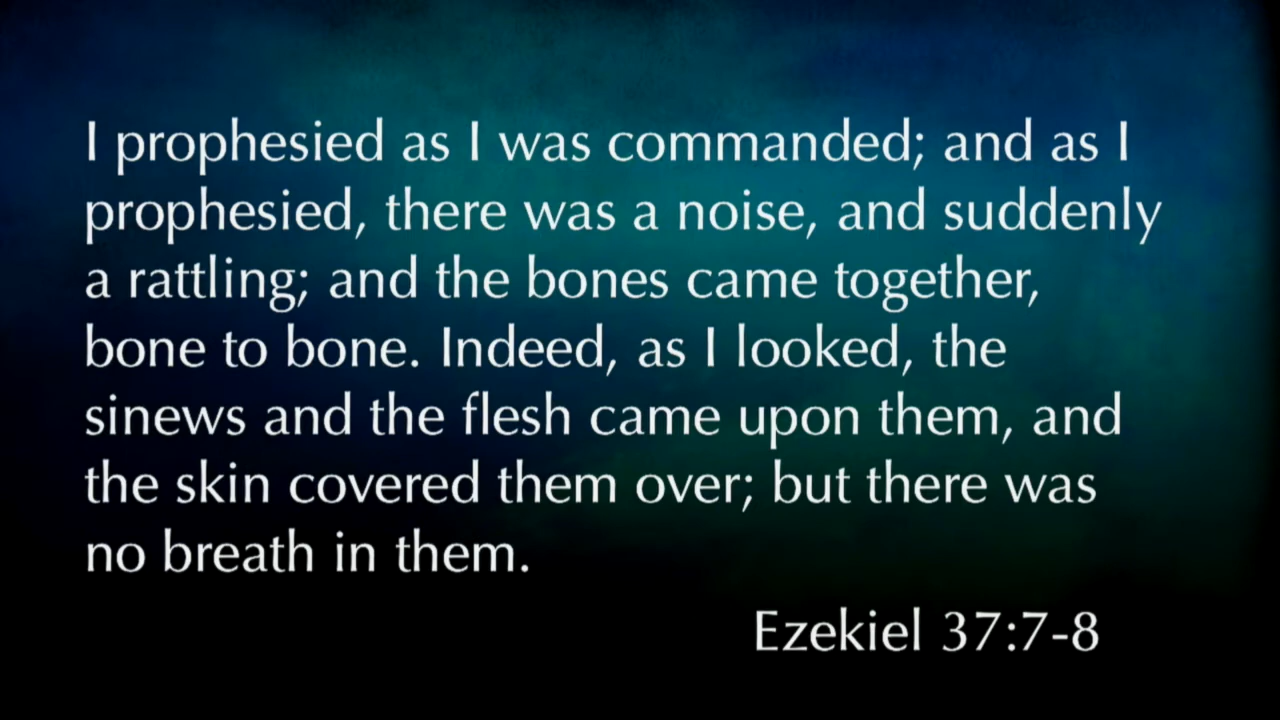 I prophesied as I was commanded; and as I
prophesied, there was a noise, and suddenly
a rattling; and the bones came together,
bone to bone. Indeed, as I looked, the
sinews and the flesh came upon them, and
the skin covered them over; but there was
no breath in them.
Ezekiel 37:7-8